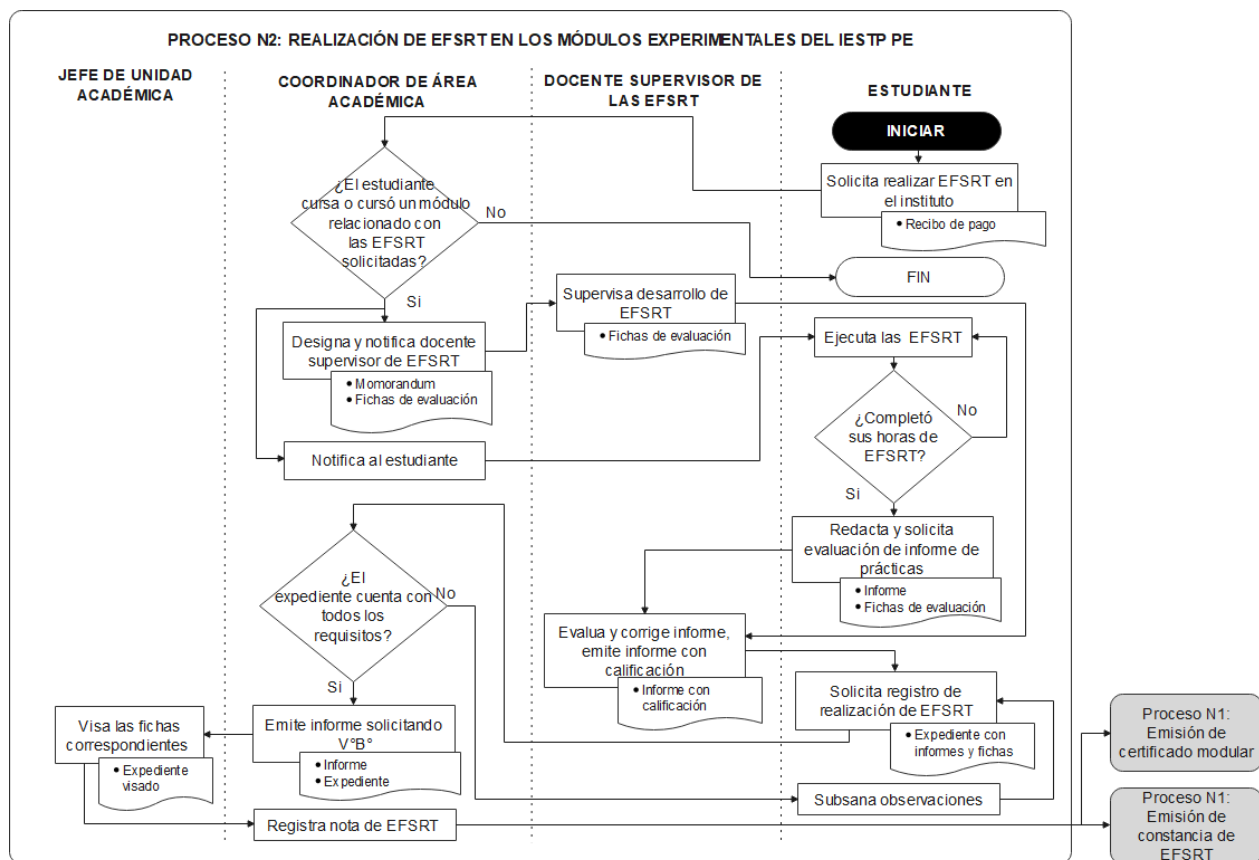 PROCESO N2: REALIZACIÓN DE EFSRT EN LOS MÓDULOS EXPERIMENTALES DEL IESTP PE
JEFE DE UNIDAD
ACADÉMICA
COORDINADOR DE ÁREA
ACADÉMICA
DOCENTE SUPERVISOR DE
LAS EFSRT
ESTUDIANTE
INICIAR
Solicita realizar EFSRT en
el instituto
• Recibo de pago
¿El estudiante
cursa o cursó un módulo
relacionado con
las EFSRT
solicitadas?
No
FIN
Si
Designa y notifica docente
supervisor de EFSRT
• Momorandum
• Fichas de evaluación
Supervisa desarrollo de
EFSRT
• Fichas de evaluación
Ejecuta las EFSRT
Notifica al estudiante
¿Completó
sus horas de
EFSRT?
No
Si
Redacta y solicita
evaluación de informe de
prácticas
• Informe
• Fichas de evaluación
Evalua y corrige informe,
emite informe con
calificación
• Informe con
calificación
Solicita registro de
realización de EFSRT
• Expediente con
informes y fichas
¿El
expediente cuenta con
todos los
requisitos?
No
Si
Emite informe solicitando
V°B°
• Informe
• Expediente
Visa las fichas
correspondientes
• Expediente
visado
Subsana observaciones
Registra nota de EFSRT
Proceso N1:
Emisión de
certificado modular
Proceso N1:
Emisión de
constancia de
EFSRT